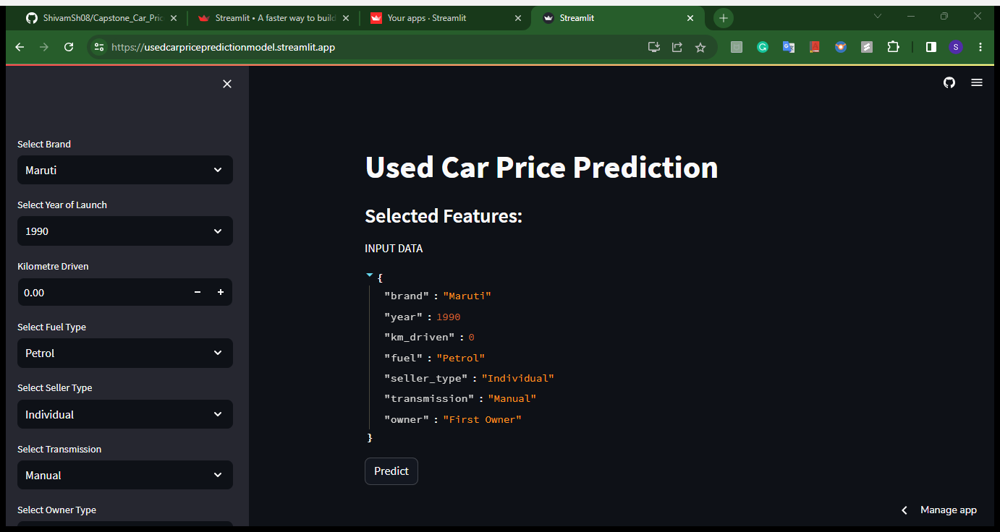 ShivamSh08/Capstone_Car_Pric
Streamlit • A faster way to build
Your apps · Streamlit
Streamlit
https://usedcarpricepredictionmodel.streamlit.app
S
Select Brand
Maruti
Select Year of Launch
1990
Kilometre Driven
0.00
Select Fuel Type
Petrol
Select Seller Type
Individual
Select Transmission
Manual
Select Owner Type
Used Car Price Prediction
Selected Features:
INPUT DATA
{
"brand" : "Maruti"
"year" : 1990
"km_driven" : 0
"fuel" : "Petrol"
"seller_type" : "Individual"
"transmission" : "Manual"
"owner" : "First Owner"
}
Predict
Manage app